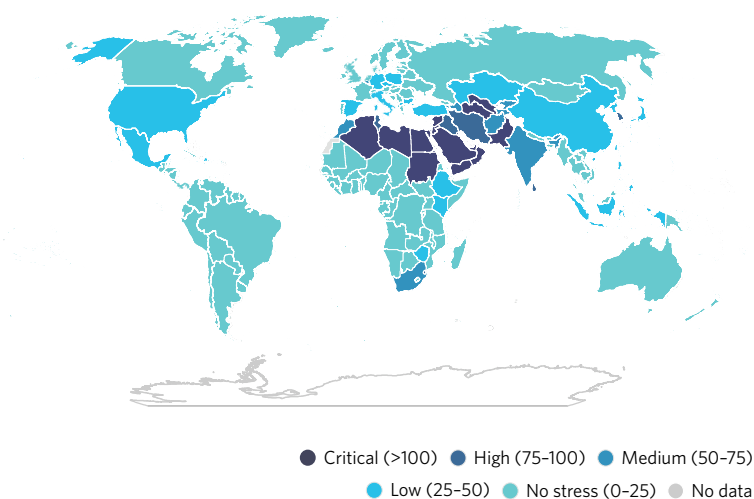 Critical (>100) High (75–100) Medium (50–75)
Low (25–50) No stress (0–25) No data